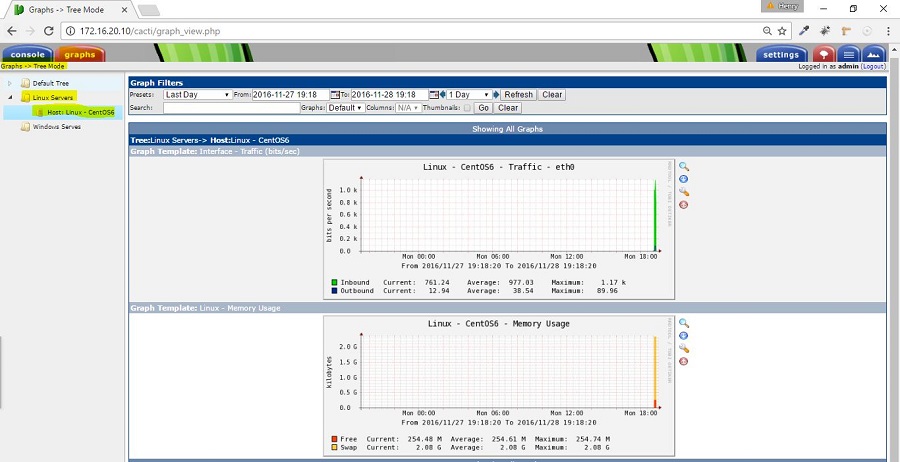 Graphs -> Tree Mode
Henry
172.16.20.10/cacti/graph_view.php
console graphs settings
Graphs -> Tree Mode Logged in as admin (Logout)
Default Tree
Linux Servers
Host: Linux - CentOS6
Windows Serves
Graph Filters
Presets: Last Day From: 2016-11-27 19:18 To: 2016-11-28 19:18 1 Day Refresh Clear
Search: Graphs: Default Columns: N/A Thumbnails: Go Clear
Showing All Graphs
Tree:Linux Servers-> Host:Linux - CentOS6
Graph Template: Interface - Traffic (bits/sec)
Linux - CentOS6 - Traffic - eth0
bits per second
1.0 k
0.8 k
0.6 k
0.4 k
0.2 k
0.0
Mon 00:00 Mon 06:00 Mon 12:00 Mon 18:00
From 2016/11/27 19:18:20 To 2016/11/28 19:18:20
Inbound Current: 761.24 Average: 977.03 Maximum: 1.17 k
Outbound Current: 12.94 Average: 38.54 Maximum: 89.96
Graph Template: Linux - Memory Usage
Linux - CentOS6 - Memory Usage
kilobytes
2.0 G
1.5 G
1.0 G
0.5 G
0.0
Mon 00:00 Mon 06:00 Mon 12:00 Mon 18:00
From 2016/11/27 19:18:20 To 2016/11/28 19:18:20
Free Current: 254.48 M Average: 254.61 M Maximum: 254.74 M
Swap Current: 2.08 G Average: 2.08 G Maximum: 2.08 G